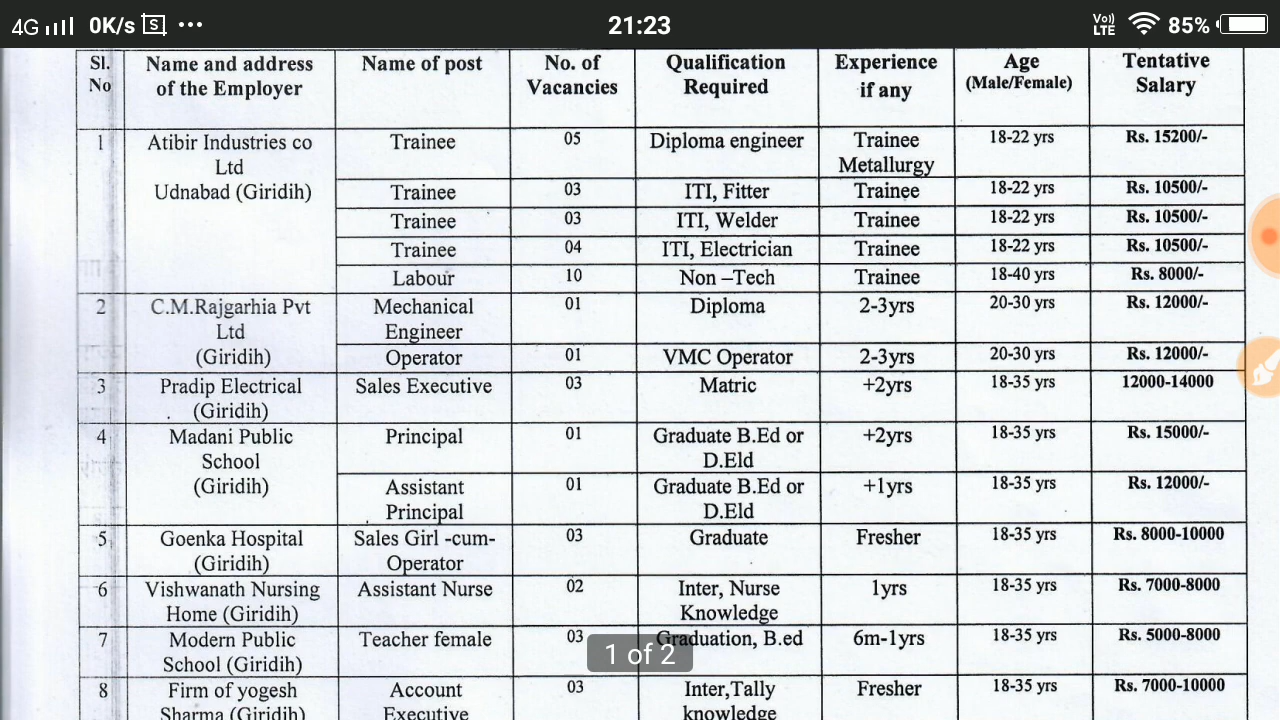 4G 0K/s S ... 21:23 Vo) LTE 85%
Sl. No
Name and address of the Employer
Name of post
No. of Vacancies
Qualification Required
Experience if any
Age (Male/Female)
Tentative Salary
1
Atibir Industries co Ltd
Udnabad (Giridih)
Trainee 05 Diploma engineer Trainee Metallurgy 18-22 yrs Rs. 15200/-
Trainee 03 ITI, Fitter Trainee 18-22 yrs Rs. 10500/-
Trainee 03 ITI, Welder Trainee 18-22 yrs Rs. 10500/-
Trainee 04 ITI, Electrician Trainee 18-22 yrs Rs. 10500/-
Labour 10 Non –Tech Trainee 18-40 yrs Rs. 8000/-
2
C.M.Rajgarhia Pvt Ltd
(Giridih)
Mechanical Engineer 01 Diploma 2-3yrs 20-30 yrs Rs. 12000/-
Operator 01 VMC Operator 2-3yrs 20-30 yrs Rs. 12000/-
3
Pradip Electrical
(Giridih)
Sales Executive 03 Matric +2yrs 18-35 yrs 12000-14000
4
Madani Public School
(Giridih)
Principal 01 Graduate B.Ed or D.Eld +2yrs 18-35 yrs Rs. 15000/-
Assistant Principal 01 Graduate B.Ed or D.Eld +1yrs 18-35 yrs Rs. 12000/-
5
Goenka Hospital
(Giridih)
Sales Girl -cum- Operator 03 Graduate Fresher 18-35 yrs Rs. 8000-10000
6
Vishwanath Nursing
Home (Giridih)
Assistant Nurse 02 Inter, Nurse Knowledge 1yrs 18-35 yrs Rs. 7000-8000
7
Modern Public
School (Giridih)
Teacher female 03 Graduation, B.ed 6m-1yrs 18-35 yrs Rs. 5000-8000
1 of 2
8
Firm of yogesh
Sharma (Giridih)
Account Executive 03 Inter,Tally knowledge Fresher 18-35 yrs Rs. 7000-10000